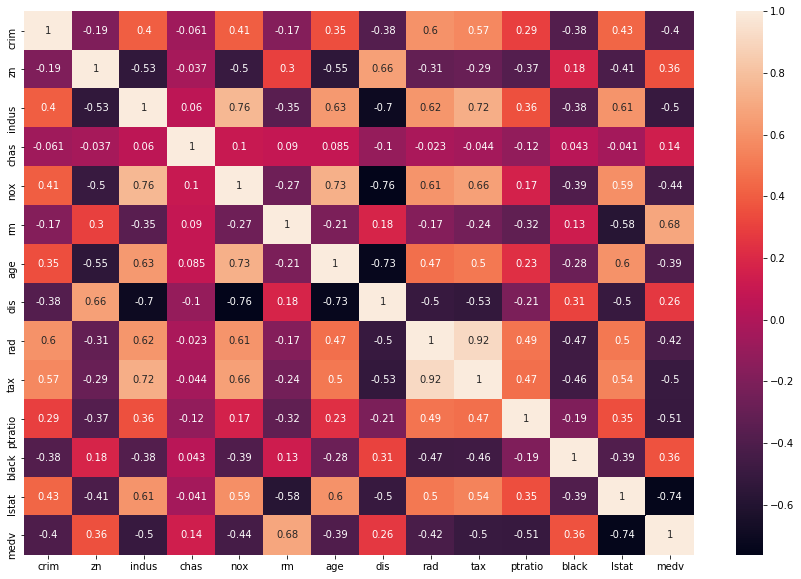 crim 1 -0.19 0.4 -0.061 0.41 -0.17 0.35 -0.38 0.6 0.57 0.29 -0.38 0.43 -0.4
zn -0.19 1 -0.53 -0.037 -0.5 0.3 -0.55 0.66 -0.31 -0.29 -0.37 0.18 -0.41 0.36
indus 0.4 -0.53 1 0.06 0.76 -0.35 0.63 -0.7 0.62 0.72 0.36 -0.38 0.61 -0.5
chas -0.061 -0.037 0.06 1 0.1 0.09 0.085 -0.1 -0.023 -0.044 -0.12 0.043 -0.041 0.14
nox 0.41 -0.5 0.76 0.1 1 -0.27 0.73 -0.76 0.61 0.66 0.17 -0.39 0.59 -0.44
rm -0.17 0.3 -0.35 0.09 -0.27 1 -0.21 0.18 -0.17 -0.24 -0.32 0.13 -0.58 0.68
age 0.35 -0.55 0.63 0.085 0.73 -0.21 1 -0.73 0.47 0.5 0.23 -0.28 0.6 -0.39
dis -0.38 0.66 -0.7 -0.1 -0.76 0.18 -0.73 1 -0.5 -0.53 -0.21 0.31 -0.5 0.26
rad 0.6 -0.31 0.62 -0.023 0.61 -0.17 0.47 -0.5 1 0.92 0.49 -0.47 0.5 -0.42
tax 0.57 -0.29 0.72 -0.044 0.66 -0.24 0.5 -0.53 0.92 1 0.47 -0.46 0.54 -0.5
ptratio 0.29 -0.37 0.36 -0.12 0.17 -0.32 0.23 -0.21 0.49 0.47 1 -0.19 0.35 -0.51
black -0.38 0.18 -0.38 0.043 -0.39 0.13 -0.28 0.31 -0.47 -0.46 -0.19 1 -0.39 0.36
lstat 0.43 -0.41 0.61 -0.041 0.59 -0.58 0.6 -0.5 0.5 0.54 0.35 -0.39 1 -0.74
medv -0.4 0.36 -0.5 0.14 -0.44 0.68 -0.39 0.26 -0.42 -0.5 -0.51 0.36 -0.74 1
crim zn indus chas nox rm age dis rad tax ptratio black lstat medv
1.0
0.8
0.6
0.4
0.2
0.0
−0.2
−0.4
−0.6